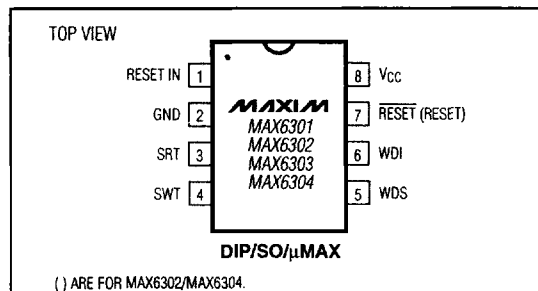 TOP VIEW
RESET IN 1
GND 2
SRT 3
SWT 4
MAXIM
MAX6301
MAX6302
MAX6303
MAX6304
8 VCC
7 RESET (RESET)
6 WDI
5 WDS
DIP/SO/μMAX
( ) ARE FOR MAX6302/MAX6304.